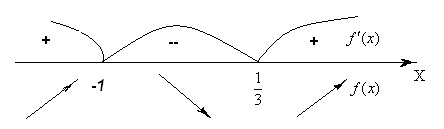 + -- + f'(x)
-1 1/3 f(x) X